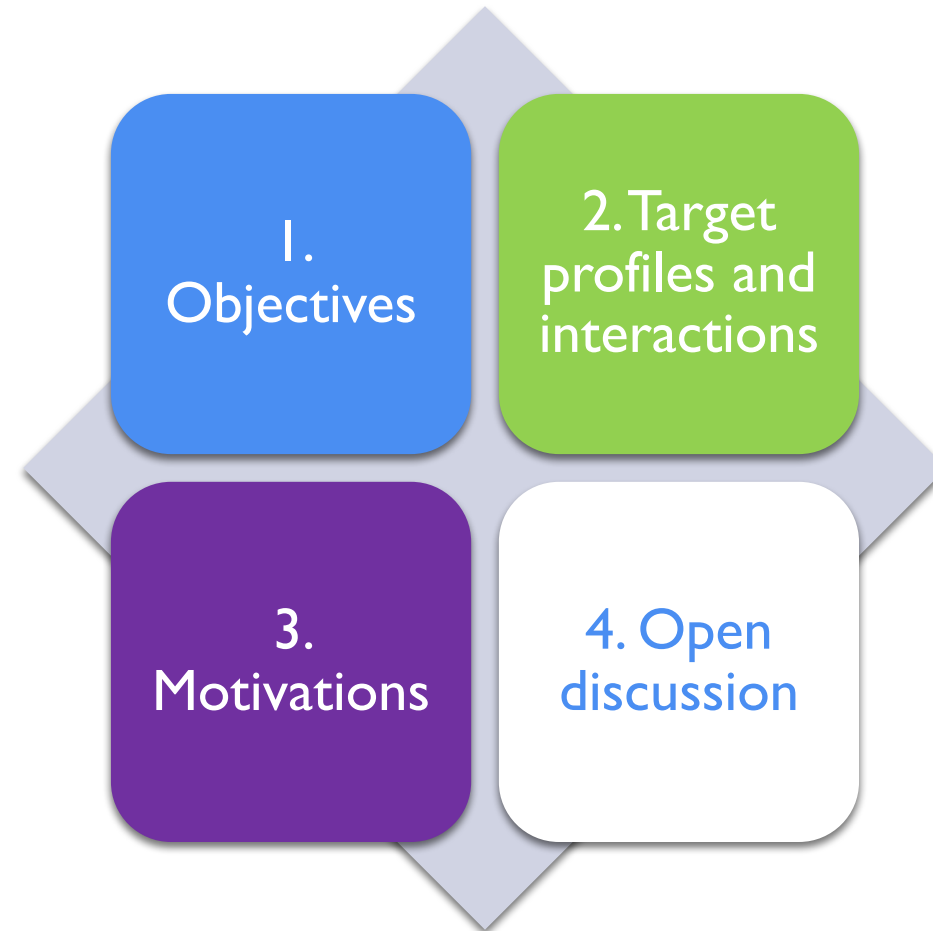 1.
Objectives
2. Target
profiles and
interactions
3.
Motivations
4. Open
discussion